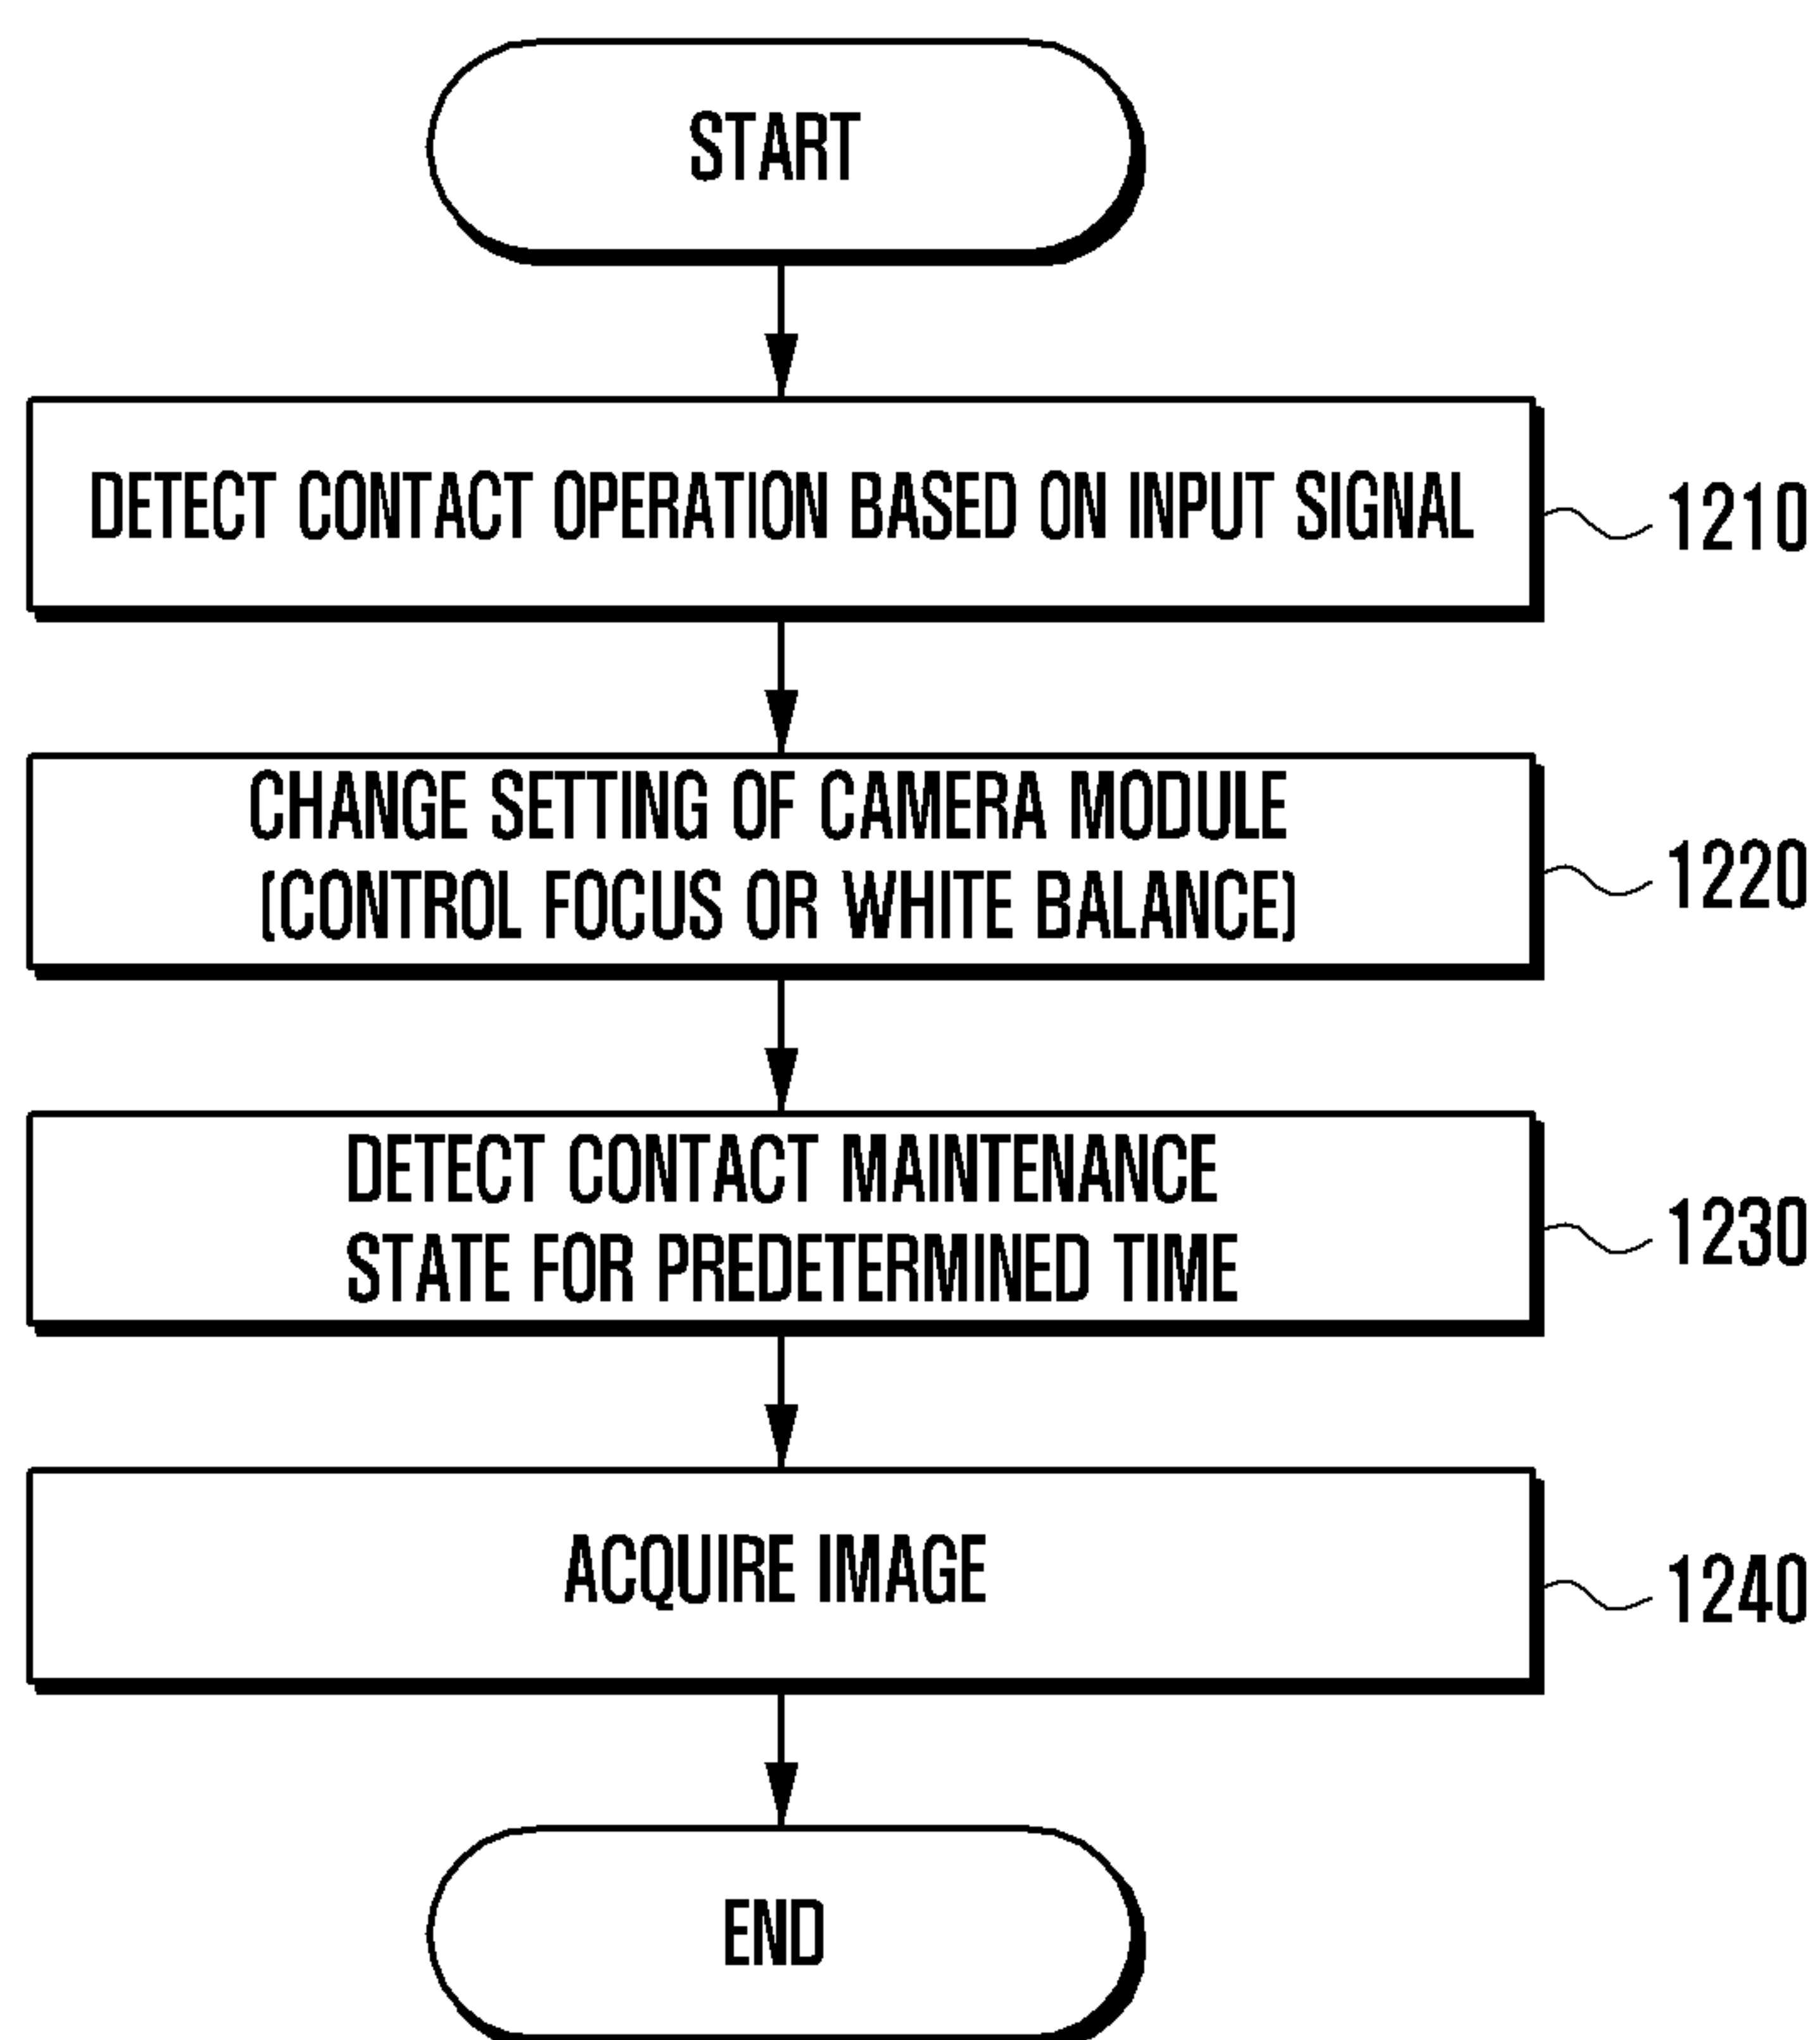 START
DETECT CONTACT OPERATION BASED ON INPUT SIGNAL
1210
CHANGE SETTING OF CAMERA MODULE
(CONTROL FOCUS OR WHITE BALANCE)
1220
DETECT CONTACT MAINTENANCE
STATE FOR PREDETERMINED TIME
1230
ACQUIRE IMAGE
1240
END